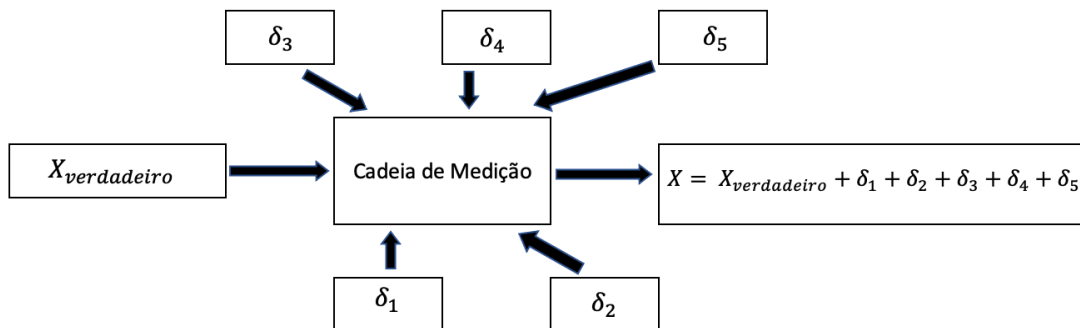 δ₃
δ₄
δ₅
X_verdadeiro
Cadeia de Medição
X = X_verdadeiro + δ₁ + δ₂ + δ₃ + δ₄ + δ₅
δ₁
δ₂